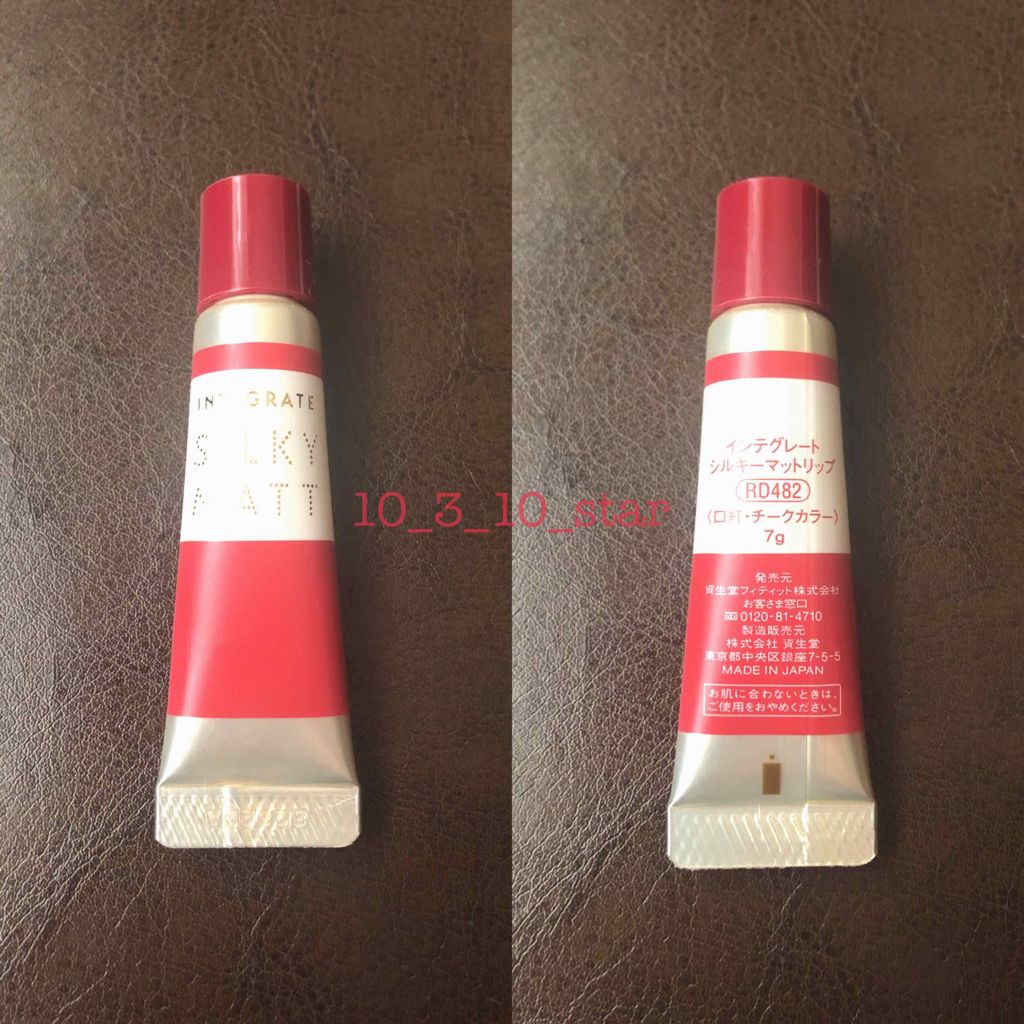 INTEGRATE
SILKY
MATT
10_3_10_star
インテグレート
シルキーマットリップ
RD482
〈口紅・チークカラー〉
7g
発売元
資生堂フィティット株式会社
お客さま窓口
0120-81-4710
製造販売元
株式会社 資生堂
東京都中央区銀座7-5-5
MADE IN JAPAN
お肌に合わないときは、
ご使用をおやめください。